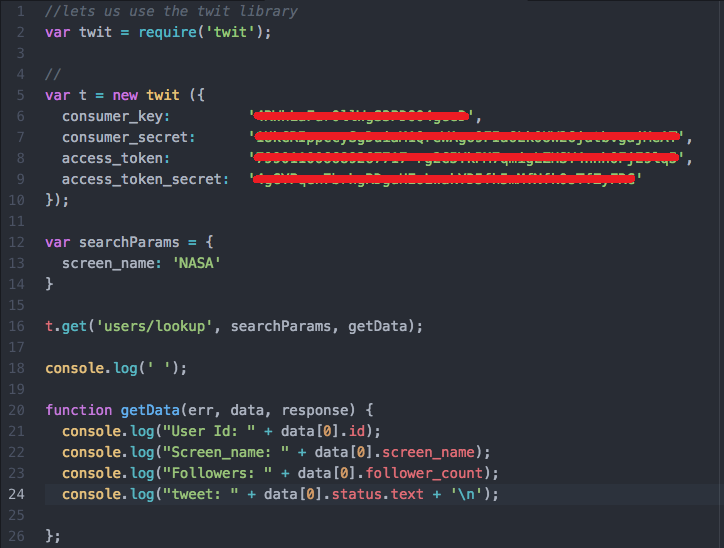 1 //lets us use the twit library
2 var twit = require('twit');
3
4 //
5 var t = new twit ({
6 consumer_key: '',
7 consumer_secret: '',
8 access_token: '',
9 access_token_secret: ''
10 });
11
12 var searchParams = {
13 screen_name: 'NASA'
14 }
15
16 t.get('users/lookup', searchParams, getData);
17
18 console.log(' ');
19
20 function getData(err, data, response) {
21 console.log("User Id: " + data[0].id);
22 console.log("Screen_name: " + data[0].screen_name);
23 console.log("Followers: " + data[0].follower_count);
24 console.log("tweet: " + data[0].status.text + '\n');
25
26 };